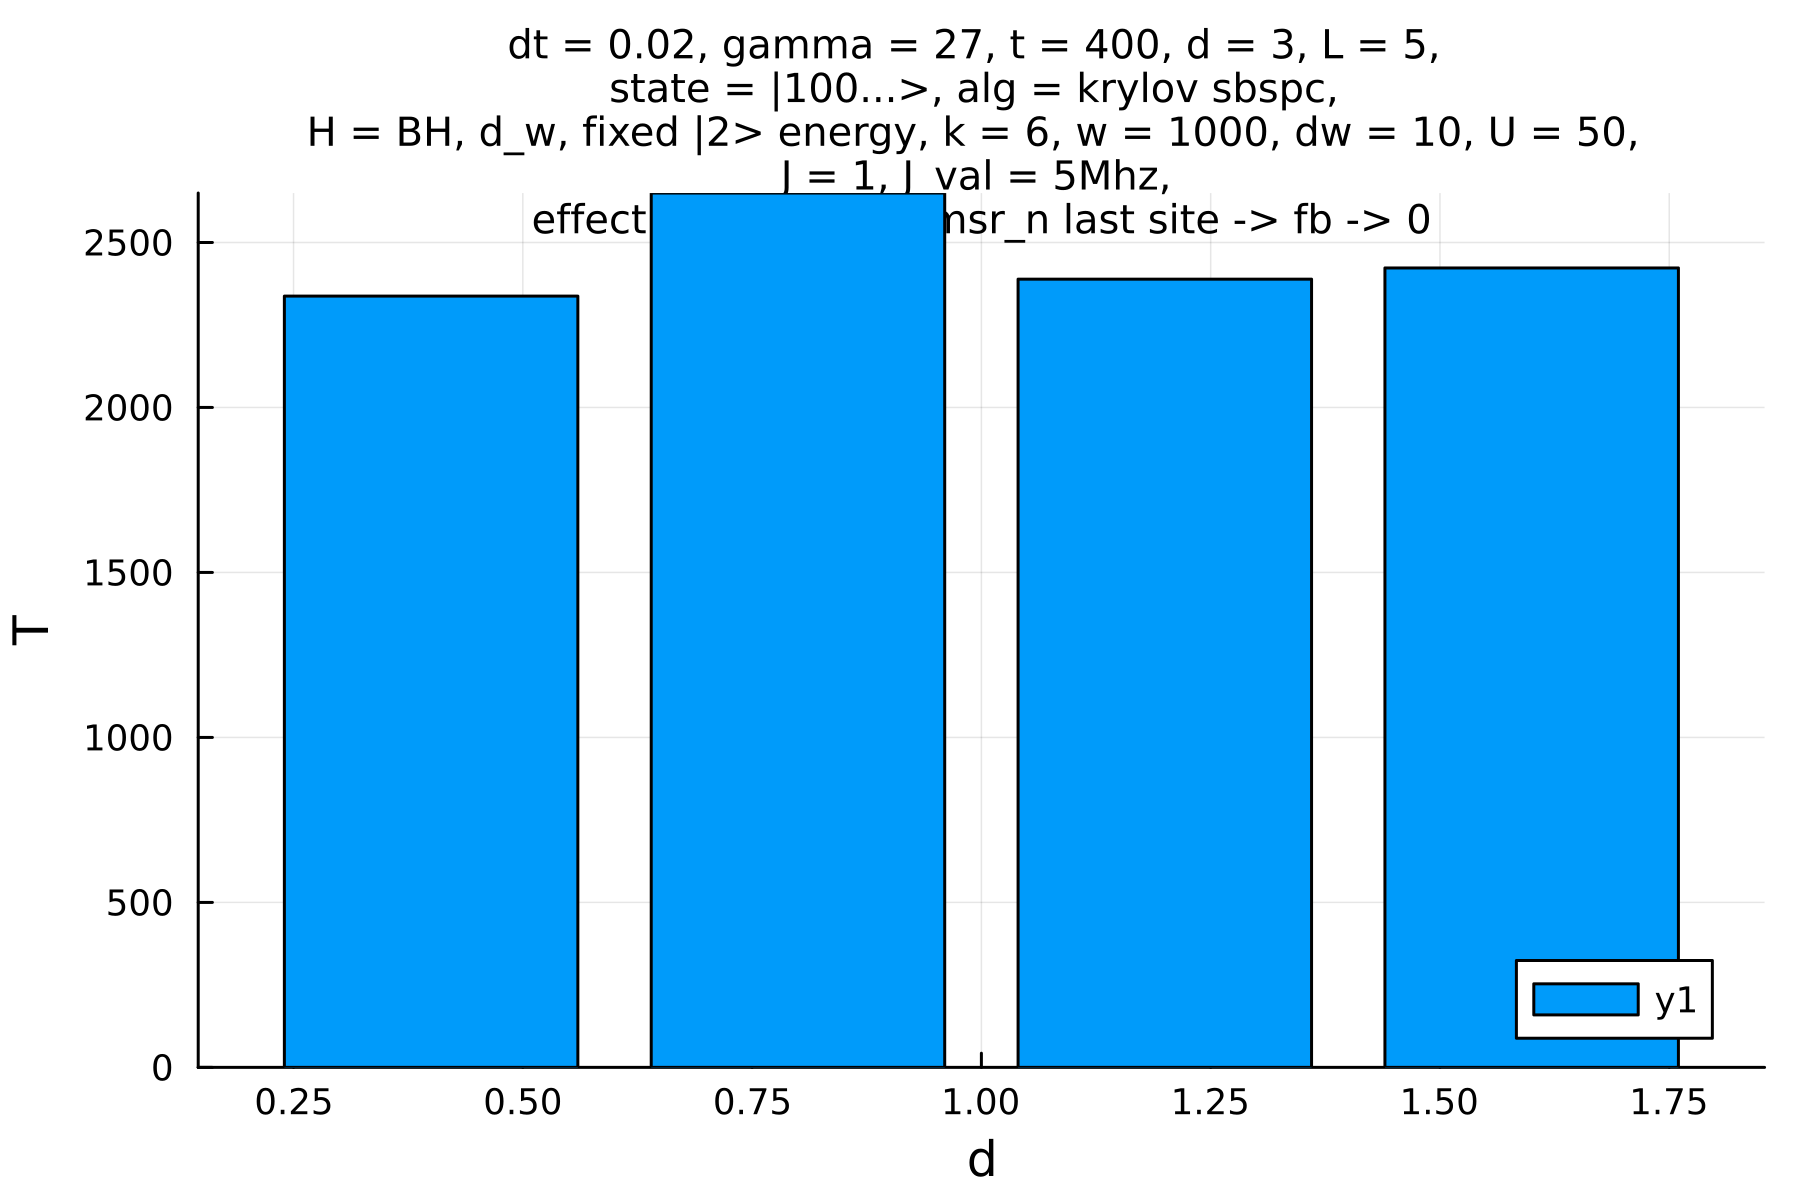 dt = 0.02, gamma = 27, t = 400, d = 3, L = 5,
state = |100...>, alg = krylov sbspc,
H = BH, d_w, fixed |2> energy, k = 6, w = 1000, dw = 10, U = 50,
J = 1, J_val = 5Mhz,
effect msr_n last site -> fb -> 0
2500
2000
1500
1000
500
0
T
0.25 0.50 0.75 1.00 1.25 1.50 1.75
d
y1